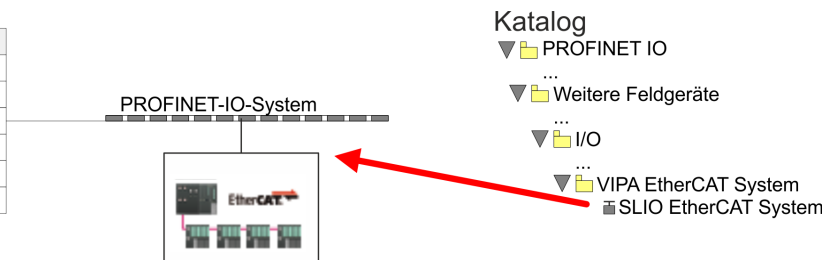 Katalog
PROFINET IO
...
Weitere Feldgeräte
...
I/O
...
VIPA EtherCAT System
SLIO EtherCAT System
PROFINET-IO-System
EtherCAT